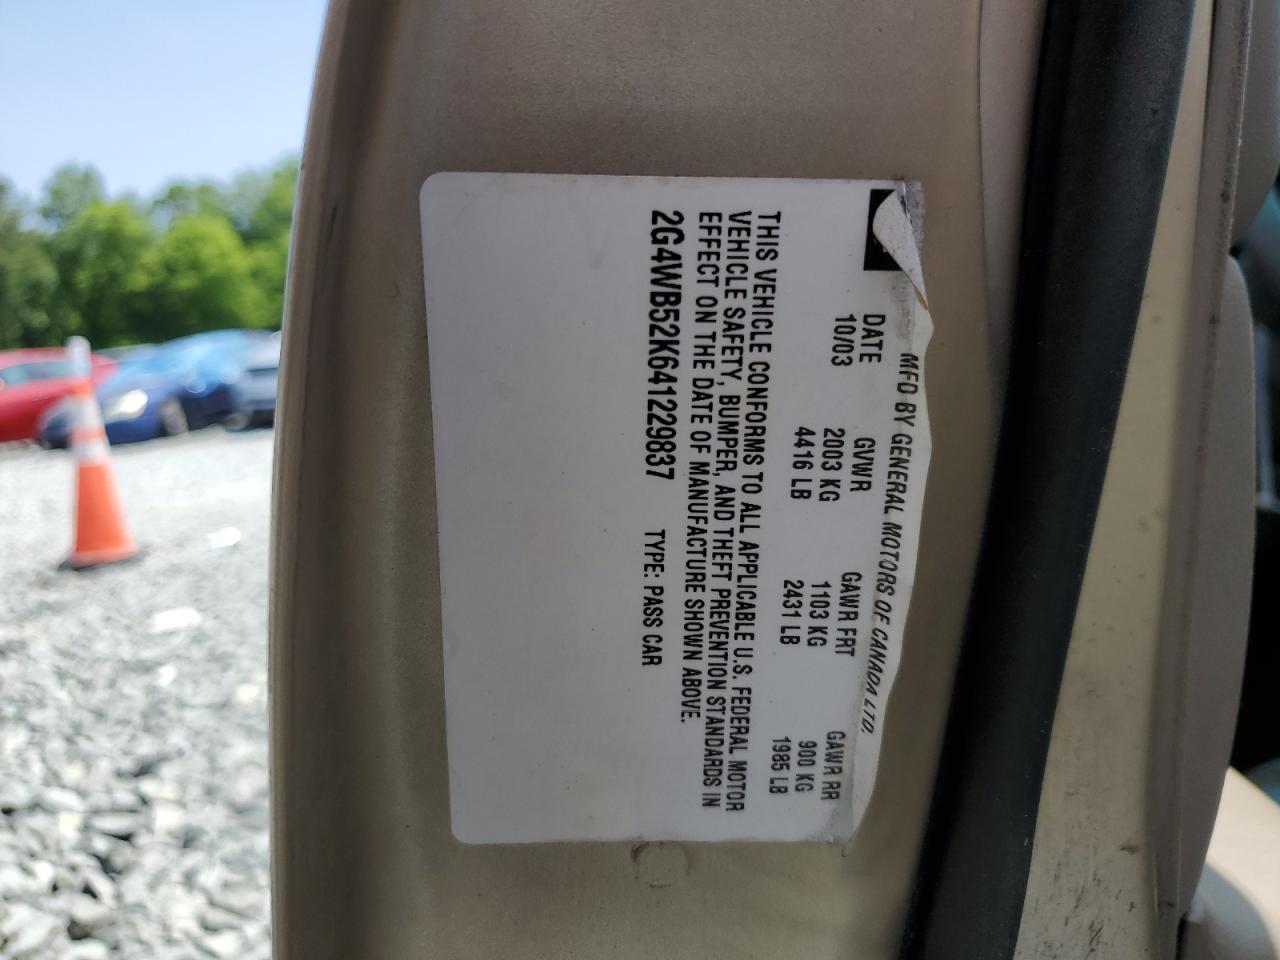 MFD BY GENERAL MOTORS OF CANADA LTD.
DATE GVWR GAWR FRT GAWR RR
10/03 2003 KG 1103 KG 900 KG
4416 LB 2431 LB 1985 LB
THIS VEHICLE CONFORMS TO ALL APPLICABLE U.S. FEDERAL MOTOR
VEHICLE SAFETY, BUMPER, AND THEFT PREVENTION STANDARDS IN
EFFECT ON THE DATE OF MANUFACTURE SHOWN ABOVE.
2G4WB52K641229837 TYPE: PASS CAR